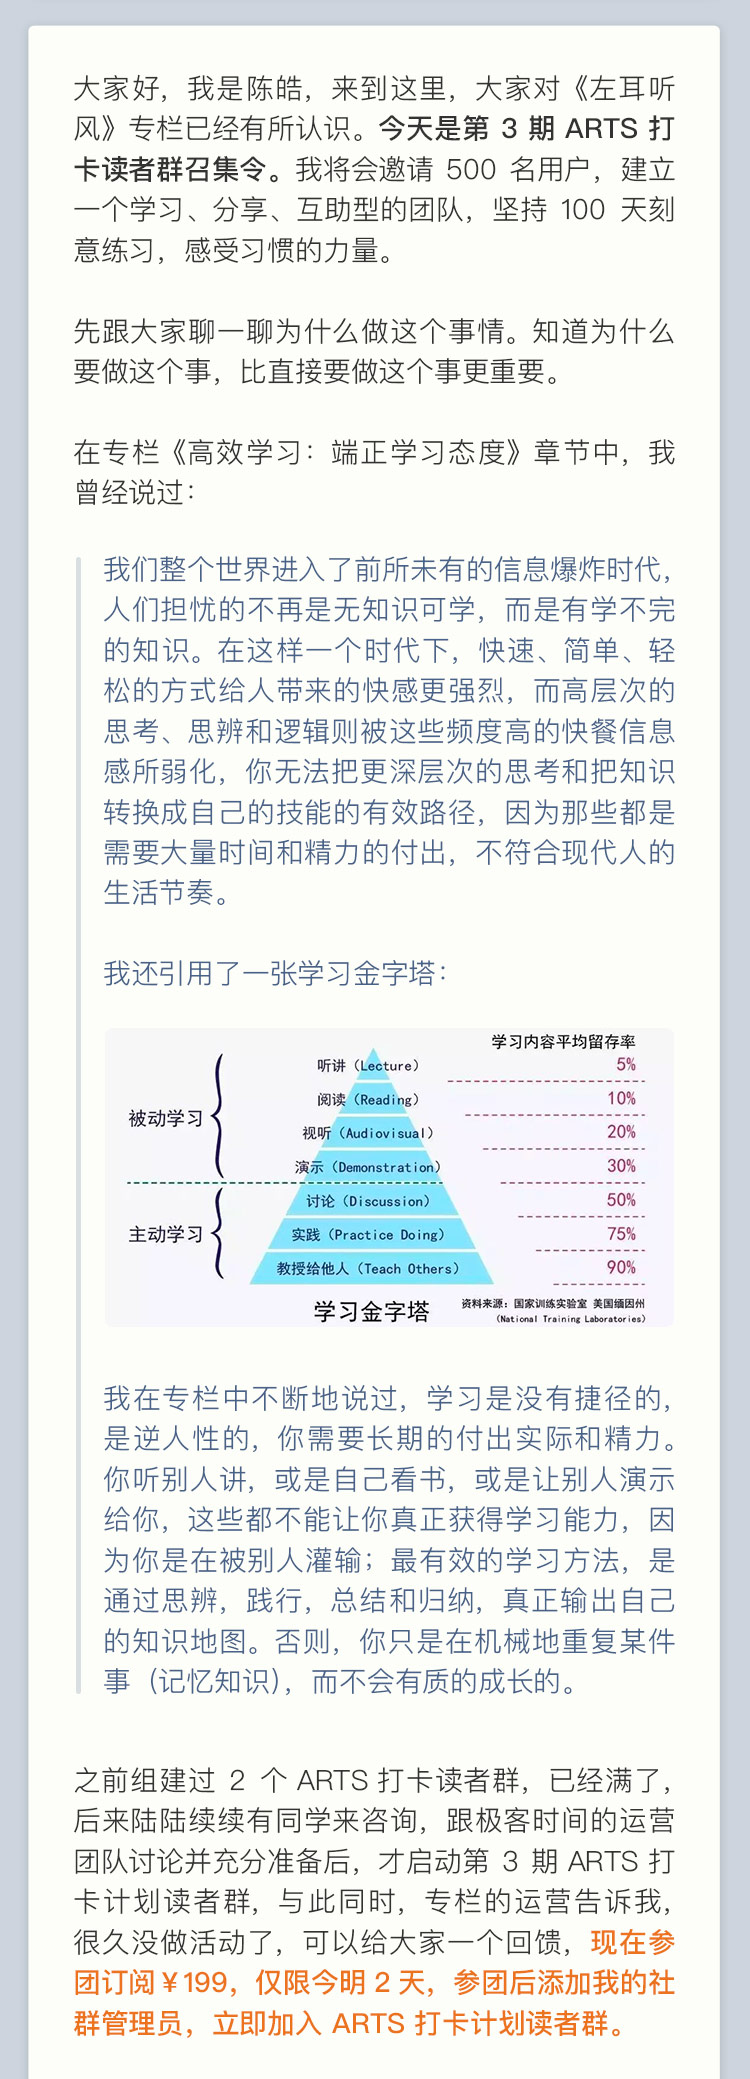 大家好，我是陈皓，来到这里，大家对《左耳听
风》专栏已经有所认识。今天是第 3 期 ARTS 打
卡读者群召集令。我将会邀请 500 名用户，建立
一个学习、分享、互助型的团队，坚持 100 天刻
意练习，感受习惯的力量。
先跟大家聊一聊为什么做这个事情。知道为什么
要做这个事，比直接要做这个事更重要。
在专栏《高效学习：端正学习态度》章节中，我
曾经说过：
我们整个世界进入了前所未有的信息爆炸时代，
人们担忧的不再是无知识可学，而是有学不完
的知识。在这样一个时代下，快速、简单、轻
松的方式给人带来的快感更强烈，而高层次的
思考、思辨和逻辑则被这些频度高的快餐信息
感所弱化，你无法把更深层次的思考和把知识
转换成自己的技能的有效路径，因为那些都是
需要大量时间和精力的付出，不符合现代人的
生活节奏。
我还引用了一张学习金字塔：
学习内容平均留存率
听讲（Lecture） 5%
阅读（Reading） 10%
被动学习
视听（Audiovisual） 20%
演示（Demonstration） 30%
讨论（Discussion） 50%
主动学习
实践（Practice Doing） 75%
教授给他人（Teach Others） 90%
学习金字塔
资料来源：国家训练实验室 美国缅因州
（National Training Laboratories）
我在专栏中不断地说过，学习是没有捷径的，
是逆人性的，你需要长期的付出实际和精力。
你听别人讲，或是自己看书，或是让别人演示
给你，这些都不能让你真正获得学习能力，因
为你是在被别人灌输；最有效的学习方法，是
通过思辨，践行，总结和归纳，真正输出自己
的知识地图。否则，你只是在机械地重复某件
事（记忆知识），而不会有质的成长的。
之前组建过 2 个 ARTS 打卡读者群，已经满了，
后来陆陆续续有同学来咨询，跟极客时间的运营
团队讨论并充分准备后，才启动第 3 期 ARTS 打
卡计划读者群，与此同时，专栏的运营告诉我，
很久没做活动了，可以给大家一个回馈，现在参
团订阅￥199，仅限今明 2 天，参团后添加我的社
群管理员，立即加入 ARTS 打卡计划读者群。